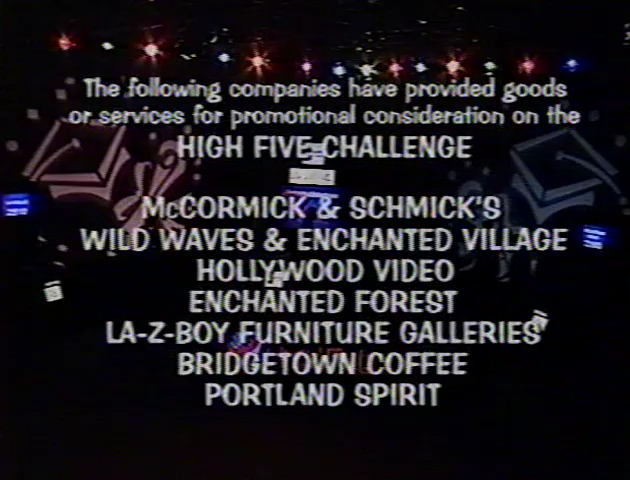 The following companies have provided goods
or services for promotional consideration on the
HIGH FIVE CHALLENGE
McCORMICK & SCHMICK'S
WILD WAVES & ENCHANTED VILLAGE
HOLLYWOOD VIDEO
ENCHANTED FOREST
LA-Z-BOY FURNITURE GALLERIES
BRIDGETOWN COFFEE
PORTLAND SPIRIT